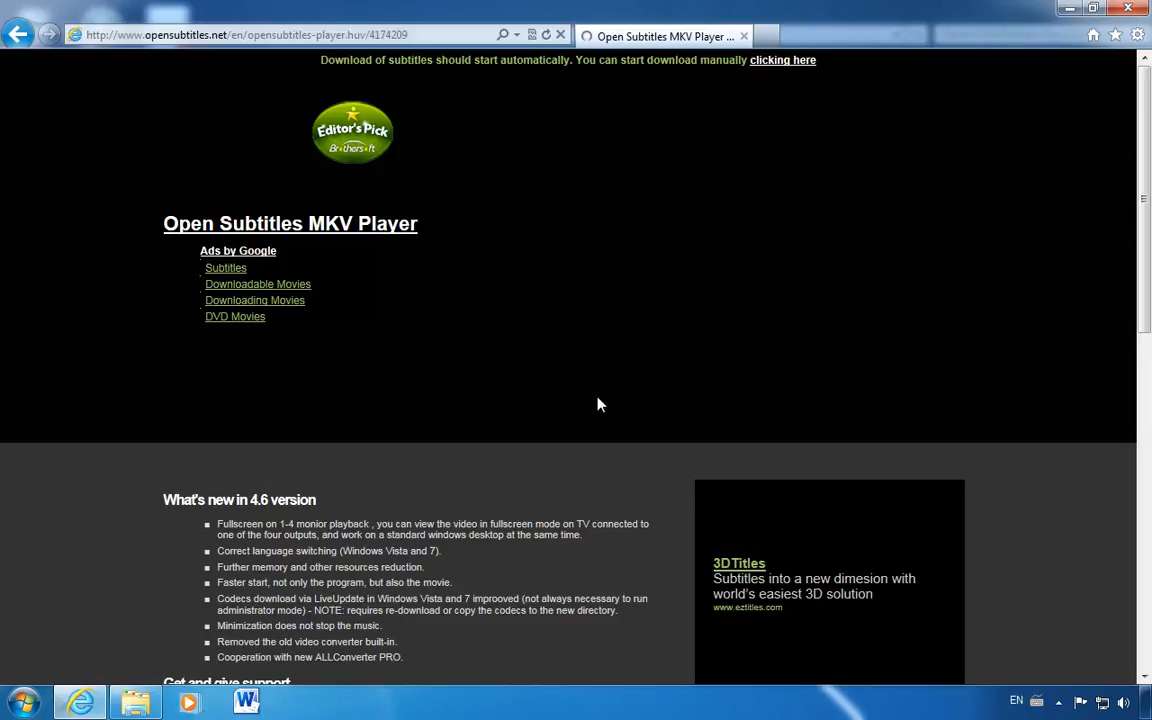 http://www.opensubtitles.net/en/opensubtitles-player.huv/4174209
Open Subtitles MKV Player ...
Download of subtitles should start automatically. You can start download manually clicking here
Editor's Pick
Brothersoft
Open Subtitles MKV Player
Ads by Google
Subtitles
Downloadable Movies
Downloading Movies
DVD Movies
What's new in 4.6 version
Fullscreen on 1-4 monior playback , you can view the video in fullscreen mode on TV connected to
one of the four outputs, and work on a standard windows desktop at the same time.
Correct language switching (Windows Vista and 7).
Further memory and other resources reduction.
Faster start, not only the program, but also the movie.
Codecs download via LiveUpdate in Windows Vista and 7 improoved (not always necessary to run
administrator mode) - NOTE: requires re-download or copy the codecs to the new directory.
Minimization does not stop the music.
Removed the old video converter built-in.
Cooperation with new ALLConverter PRO.
3DTitles
Subtitles into a new dimesion with
world's easiest 3D solution
www.eztitles.com
Get and give support
EN